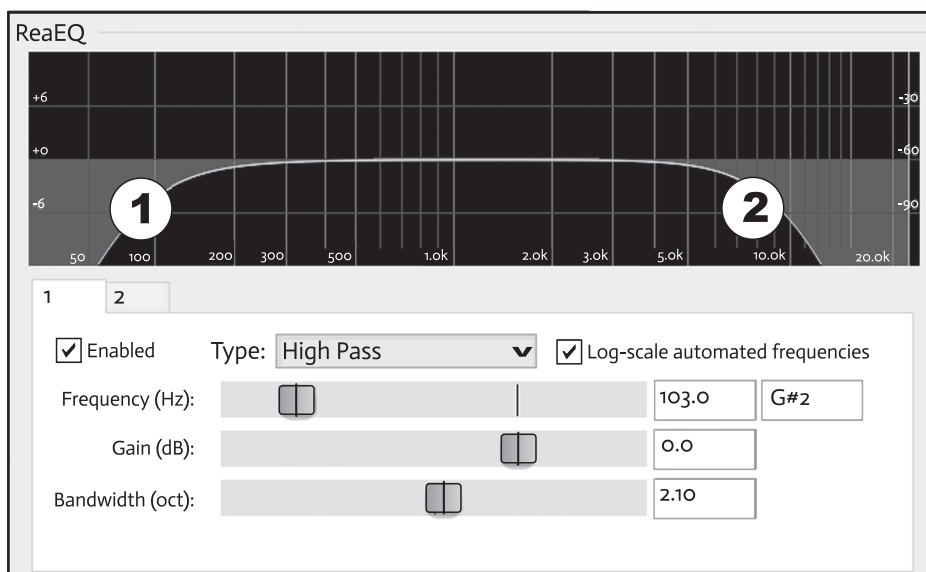 ReaEQ
+6 -30
+0 -60
-6 1 2 -90
50 100 200 300 500 1.0k 2.0k 3.0k 5.0k 10.0k 20.0k
1 2
Enabled Type: High Pass Log-scale automated frequencies
Frequency (Hz): 103.0 G#2
Gain (dB): 0.0
Bandwidth (oct): 2.10